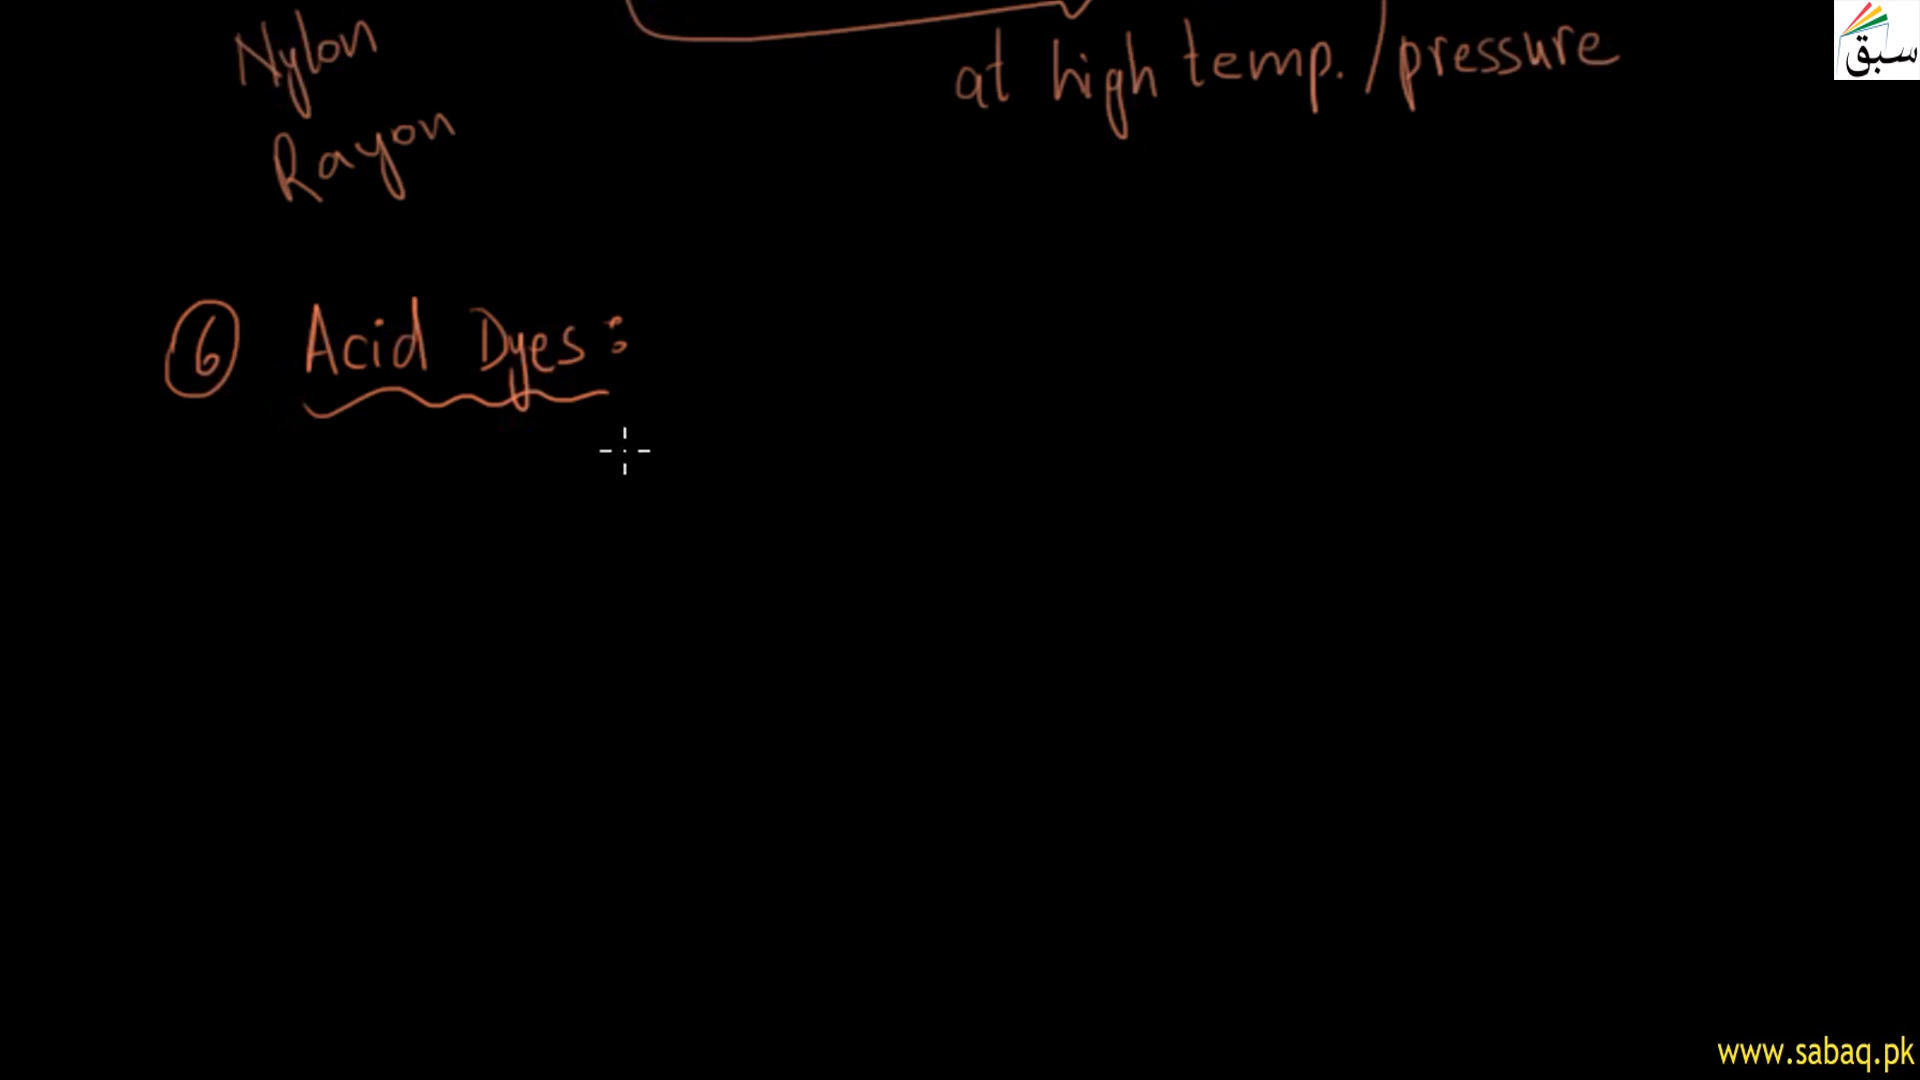 Nylon
at high temp./pressure
Rayon
6 Acid Dyes:
سبق
www.sabaq.pk